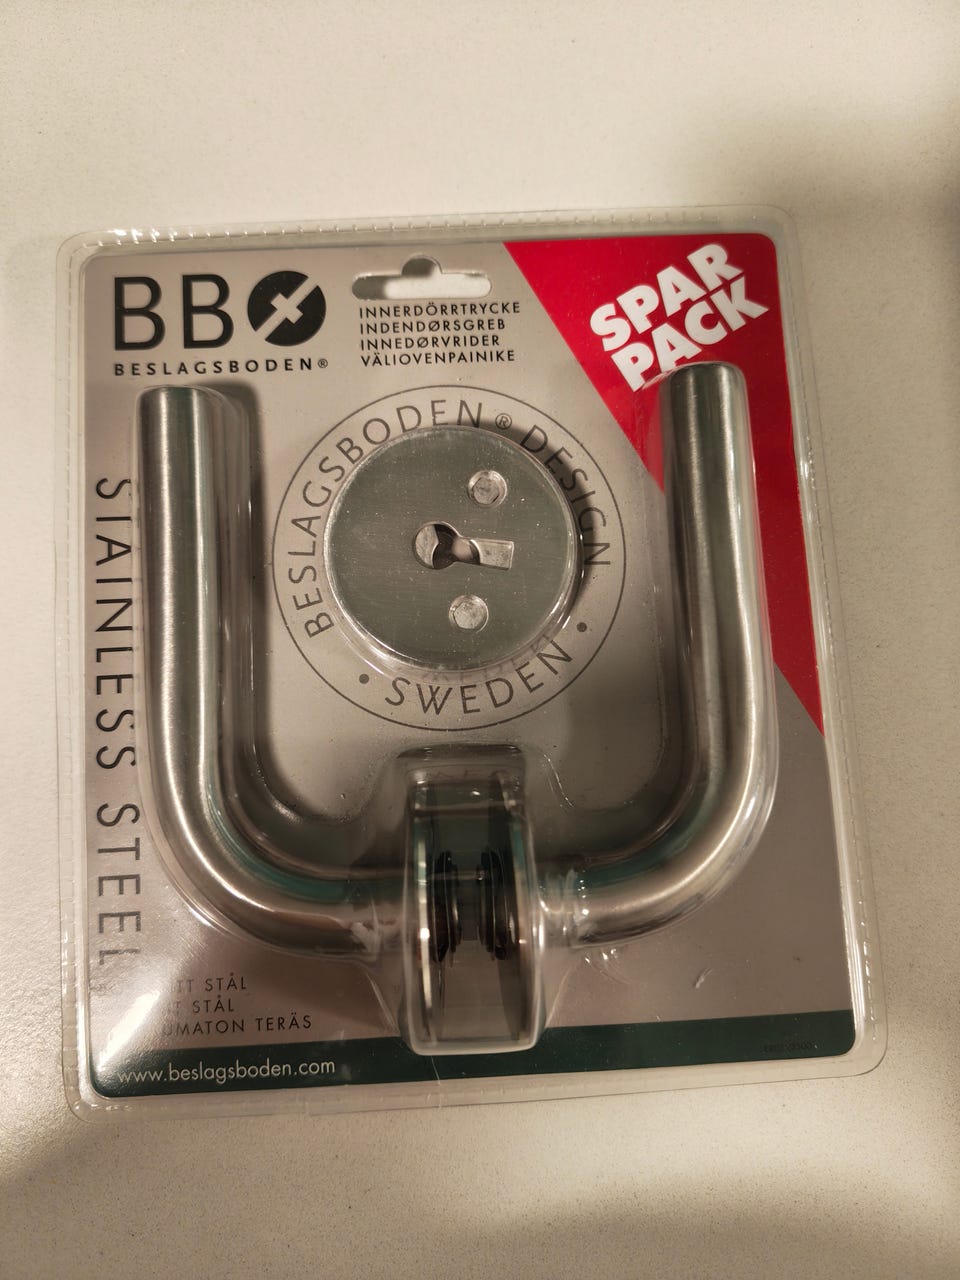 BB
BESLAGSBODEN®
INNERDÖRRTRYCKE
INDENDØRSGREB
INNEDØRVRIDER
VÄLIOVENPAINIKE
SPAR
PACK
BESLAGSBODEN ® DESIGN
• SWEDEN •
STAINLESS STEEL
STÅL
STÅL
TERÄS
www.beslagsboden.com